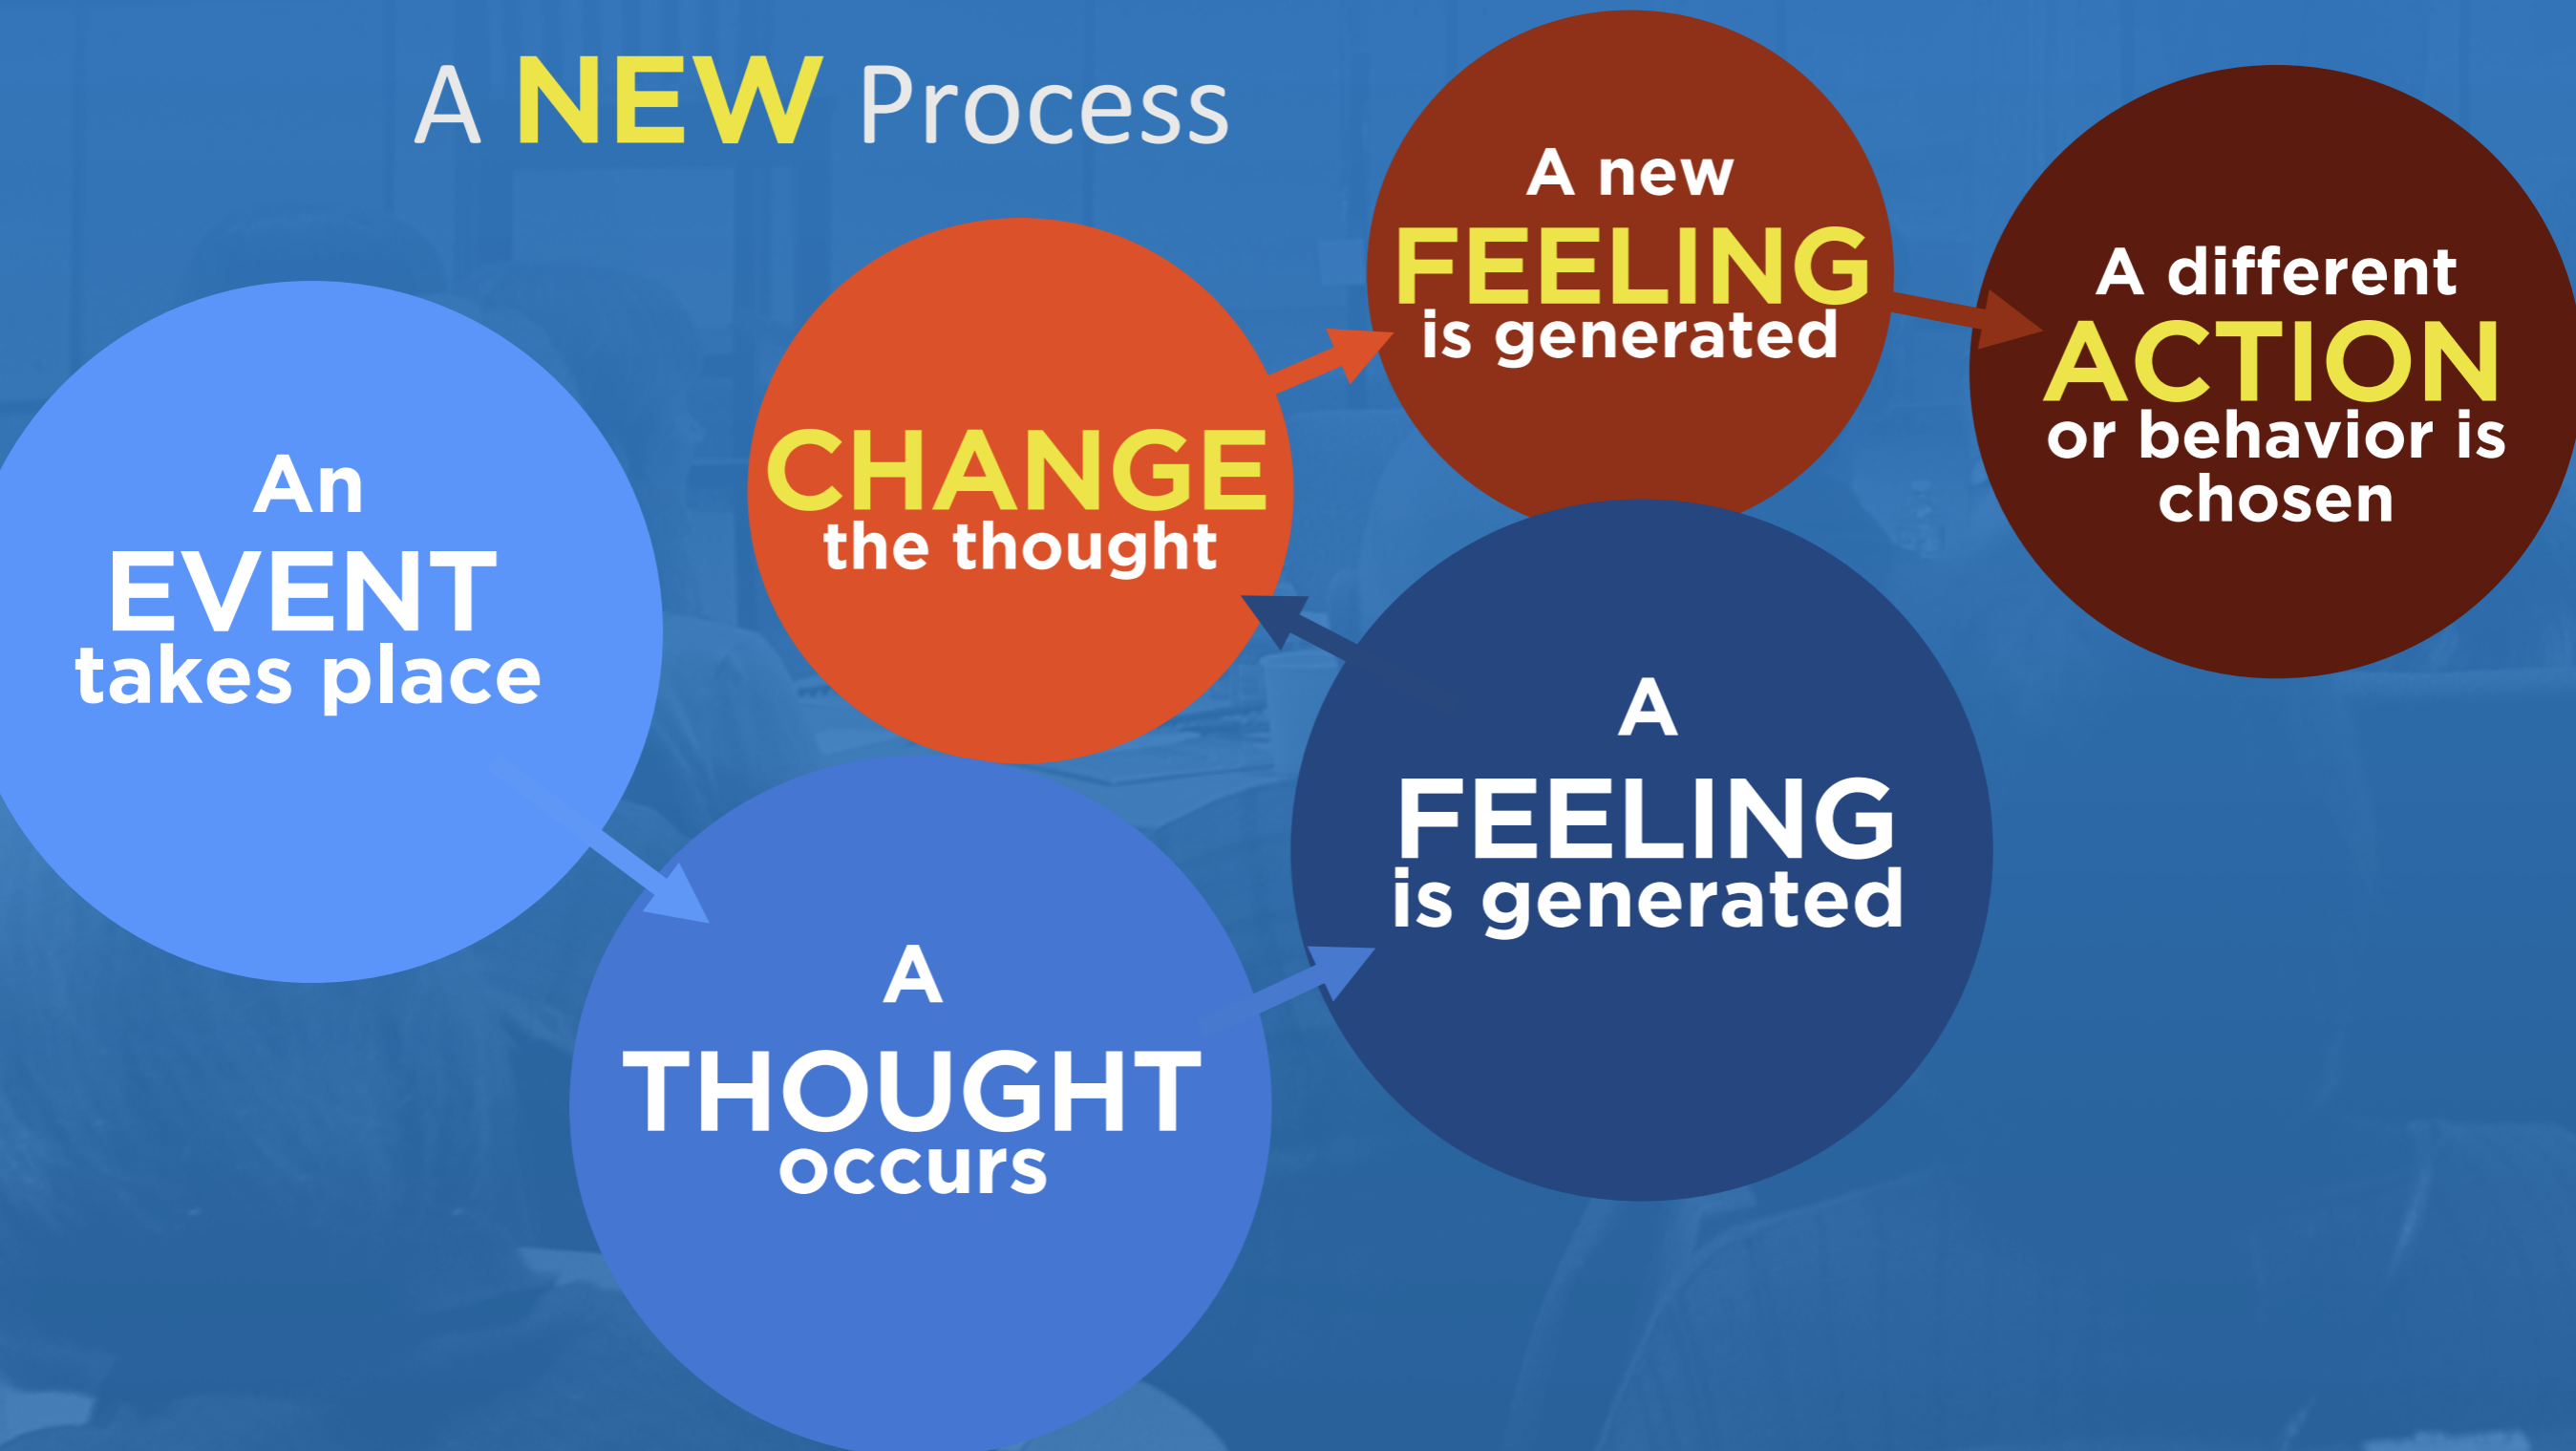 A NEW Process
An
EVENT
takes place
A
THOUGHT
occurs
A
FEELING
is generated
CHANGE
the thought
A new
FEELING
is generated
A different
ACTION
or behavior is
chosen